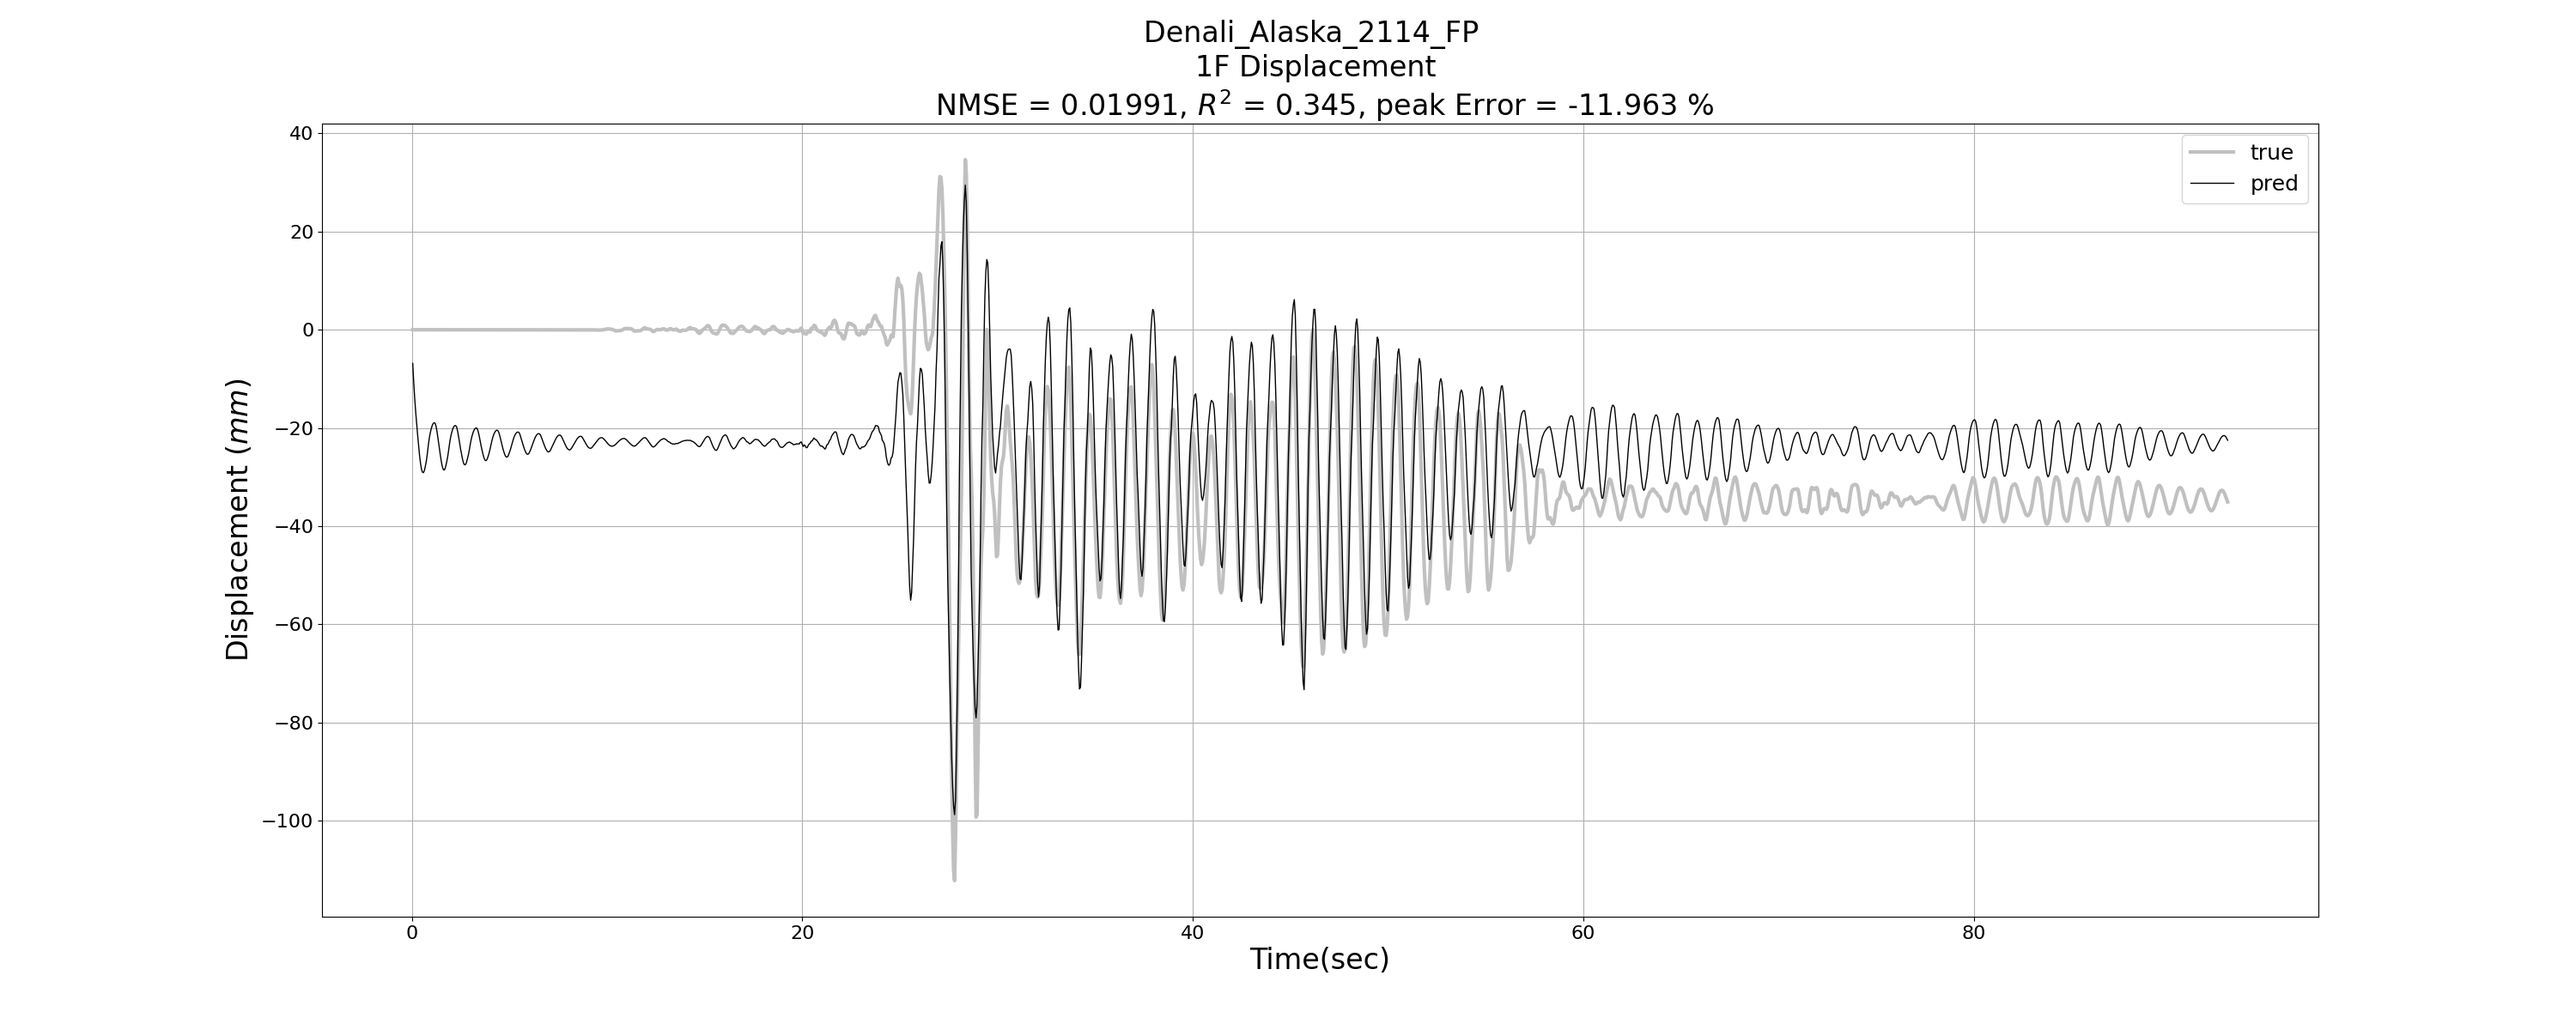 Denali_Alaska_2114_FP
1F Displacement
NMSE = 0.01991, R² = 0.345, peak Error = -11.963 %
true
pred
40
20
0
−20
−40
−60
−80
−100
Displacement (mm)
0
20
40
60
80
Time(sec)